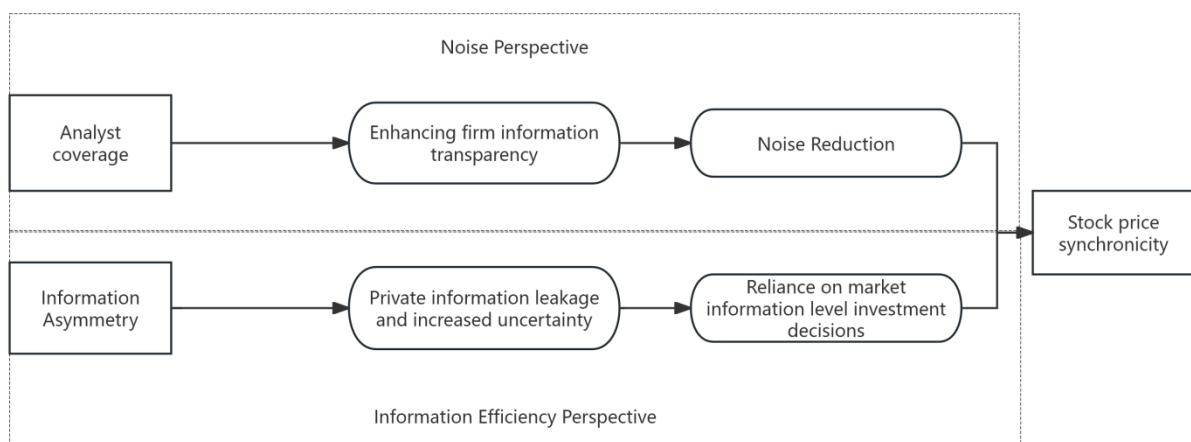 Noise Perspective
Analyst
coverage
Enhancing firm information
transparency
Noise Reduction
Stock price
synchronicity
Information
Asymmetry
Private information leakage
and increased uncertainty
Reliance on market
information level investment
decisions
Information Efficiency Perspective